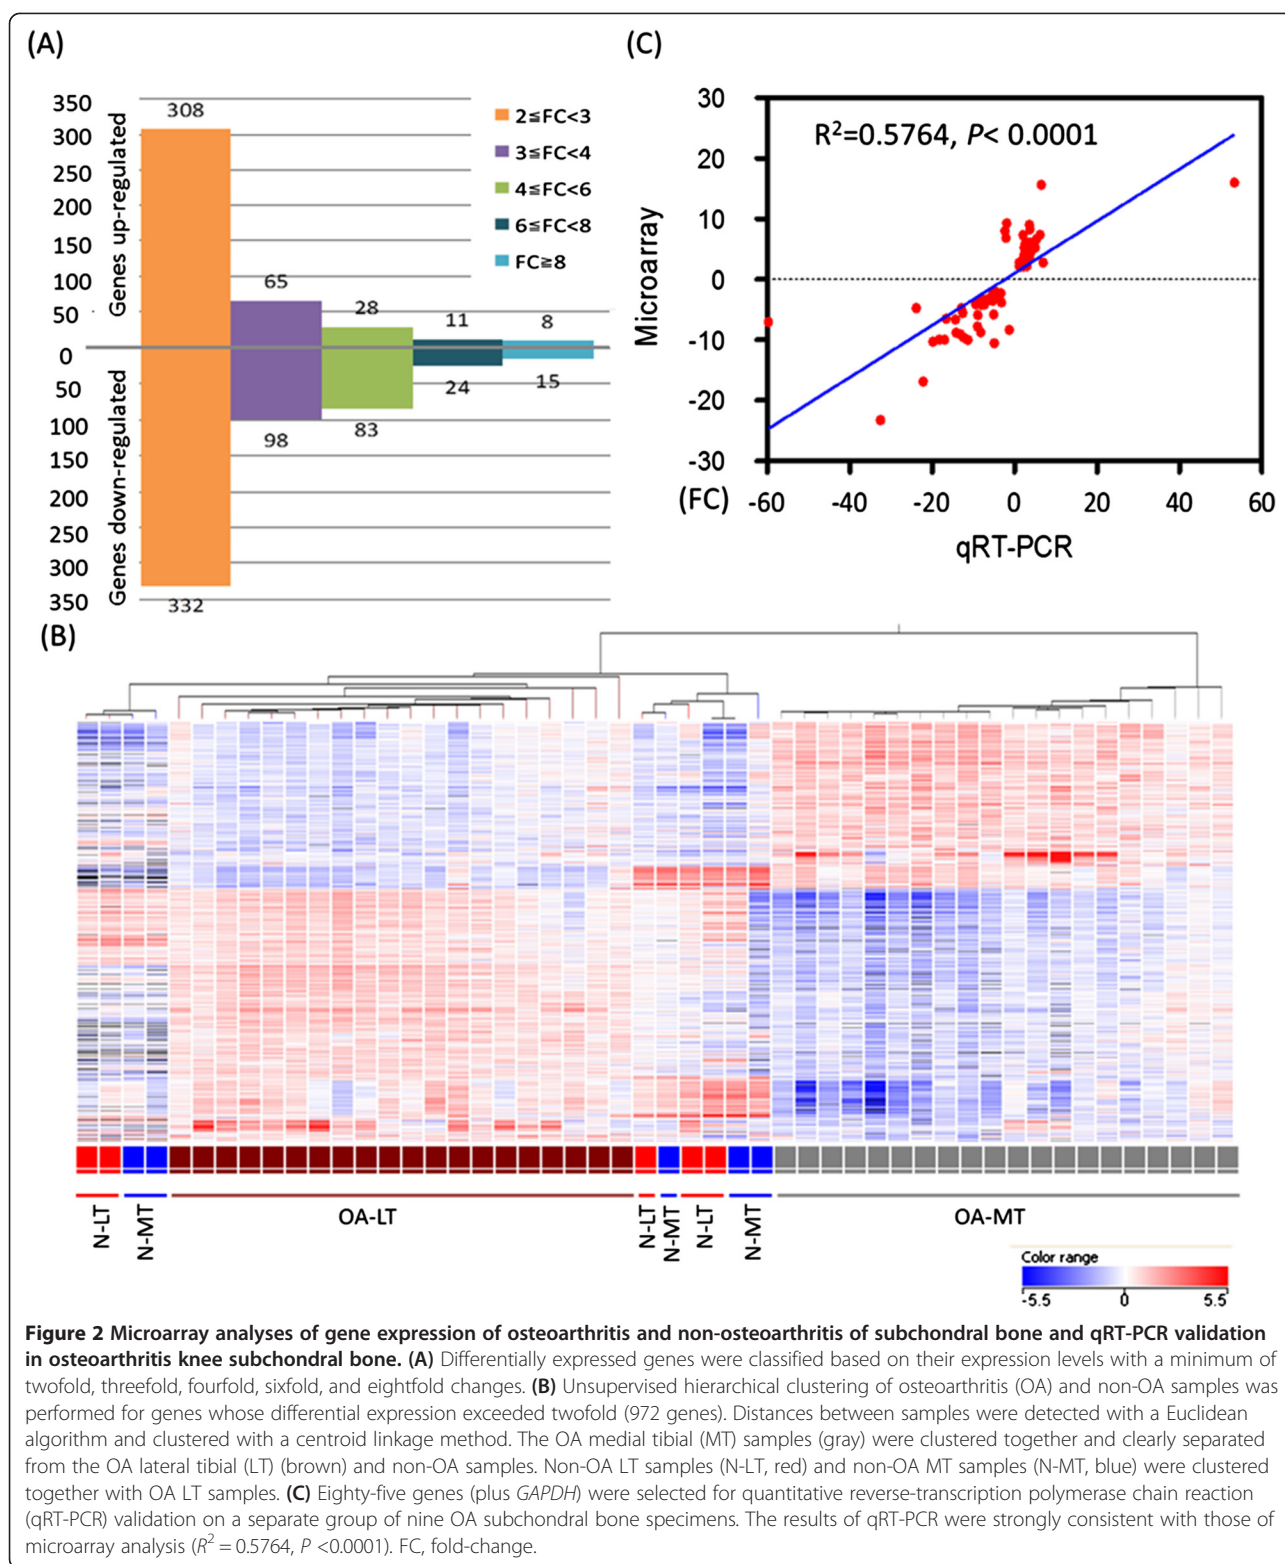 (A)
350
300
250
200
150
100
50
0
50
100
150
200
250
300
350
Genes up-regulated
Genes down-regulated
308
65
28
11
8
332
98
83
24
15
2≦FC<3
3≦FC<4
4≦FC<6
6≦FC<8
FC≧8
(C)
R²=0.5764, P< 0.0001
Microarray
30
20
10
0
-10
-20
-30
(FC)
-60 -40 -20 0 20 40 60
qRT-PCR
(B)
N-LT N-MT OA-LT N-LT N-MT N-LT N-MT OA-MT
Color range
-5.5 0 5.5
Figure 2 Microarray analyses of gene expression of osteoarthritis and non-osteoarthritis of subchondral bone and qRT-PCR validation
in osteoarthritis knee subchondral bone. (A) Differentially expressed genes were classified based on their expression levels with a minimum of
twofold, threefold, fourfold, sixfold, and eightfold changes. (B) Unsupervised hierarchical clustering of osteoarthritis (OA) and non-OA samples was
performed for genes whose differential expression exceeded twofold (972 genes). Distances between samples were detected with a Euclidean
algorithm and clustered with a centroid linkage method. The OA medial tibial (MT) samples (gray) were clustered together and clearly separated
from the OA lateral tibial (LT) (brown) and non-OA samples. Non-OA LT samples (N-LT, red) and non-OA MT samples (N-MT, blue) were clustered
together with OA LT samples. (C) Eighty-five genes (plus GAPDH) were selected for quantitative reverse-transcription polymerase chain reaction
(qRT-PCR) validation on a separate group of nine OA subchondral bone specimens. The results of qRT-PCR were strongly consistent with those of
microarray analysis (R² = 0.5764, P <0.0001). FC, fold-change.